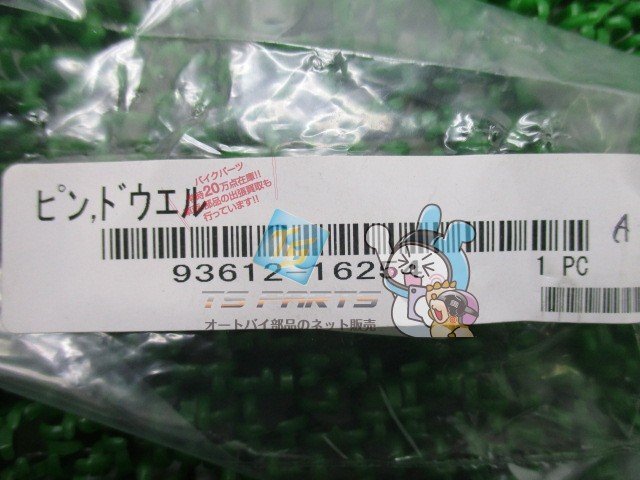 ピン,ドウエル
バイクパーツ
20万点在庫!!
部品の出張買取も
行っています!!
93612-16254
1 PC
A
TS PARTS
オートバイ部品のネット販売